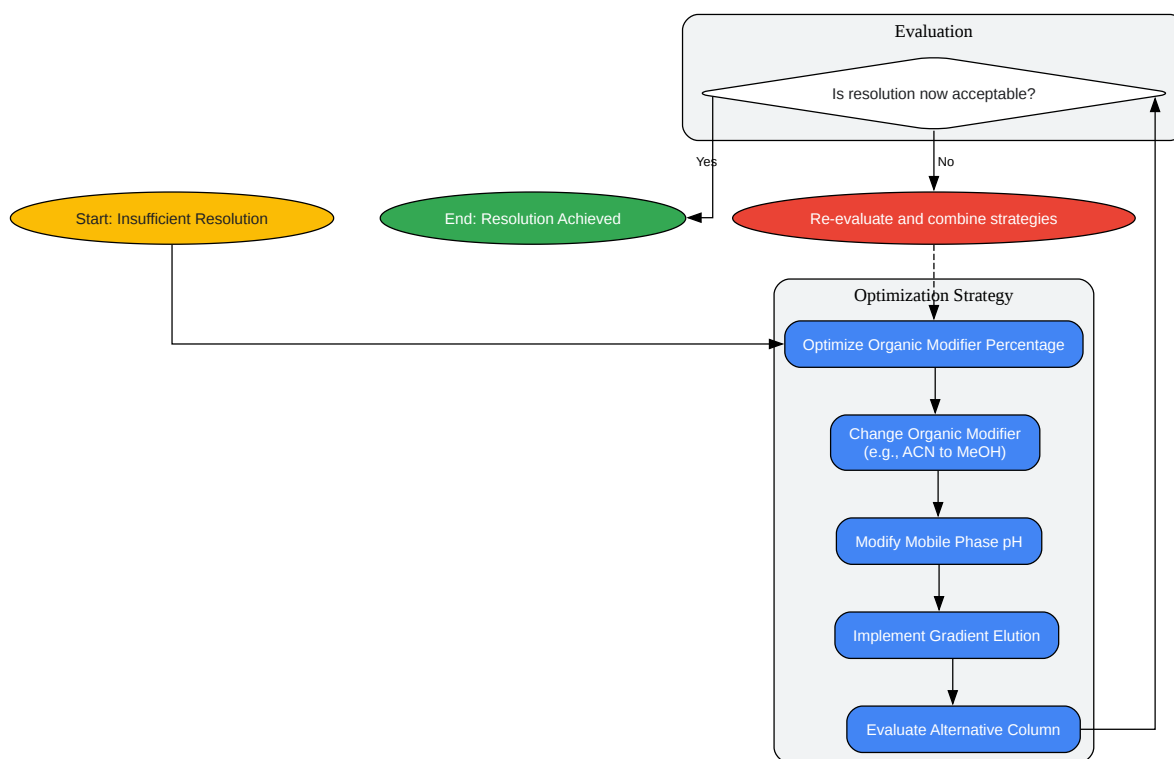 Evaluation
Is resolution now acceptable?
Yes
No
Start: Insufficient Resolution
End: Resolution Achieved
Re-evaluate and combine strategies
Optimization Strategy
Optimize Organic Modifier Percentage
Change Organic Modifier
(e.g., ACN to MeOH)
Modify Mobile Phase pH
Implement Gradient Elution
Evaluate Alternative Column